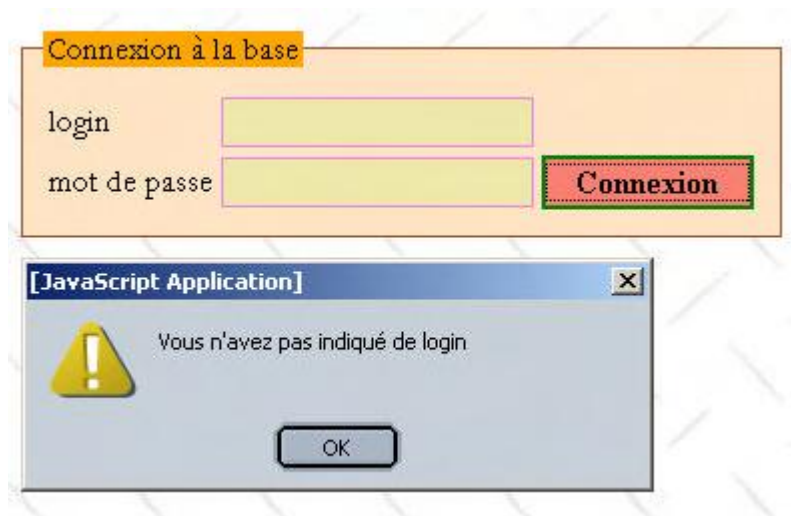 Connexion à la base
login
mot de passe
Connexion
[JavaScript Application]
Vous n'avez pas indiqué de login
OK